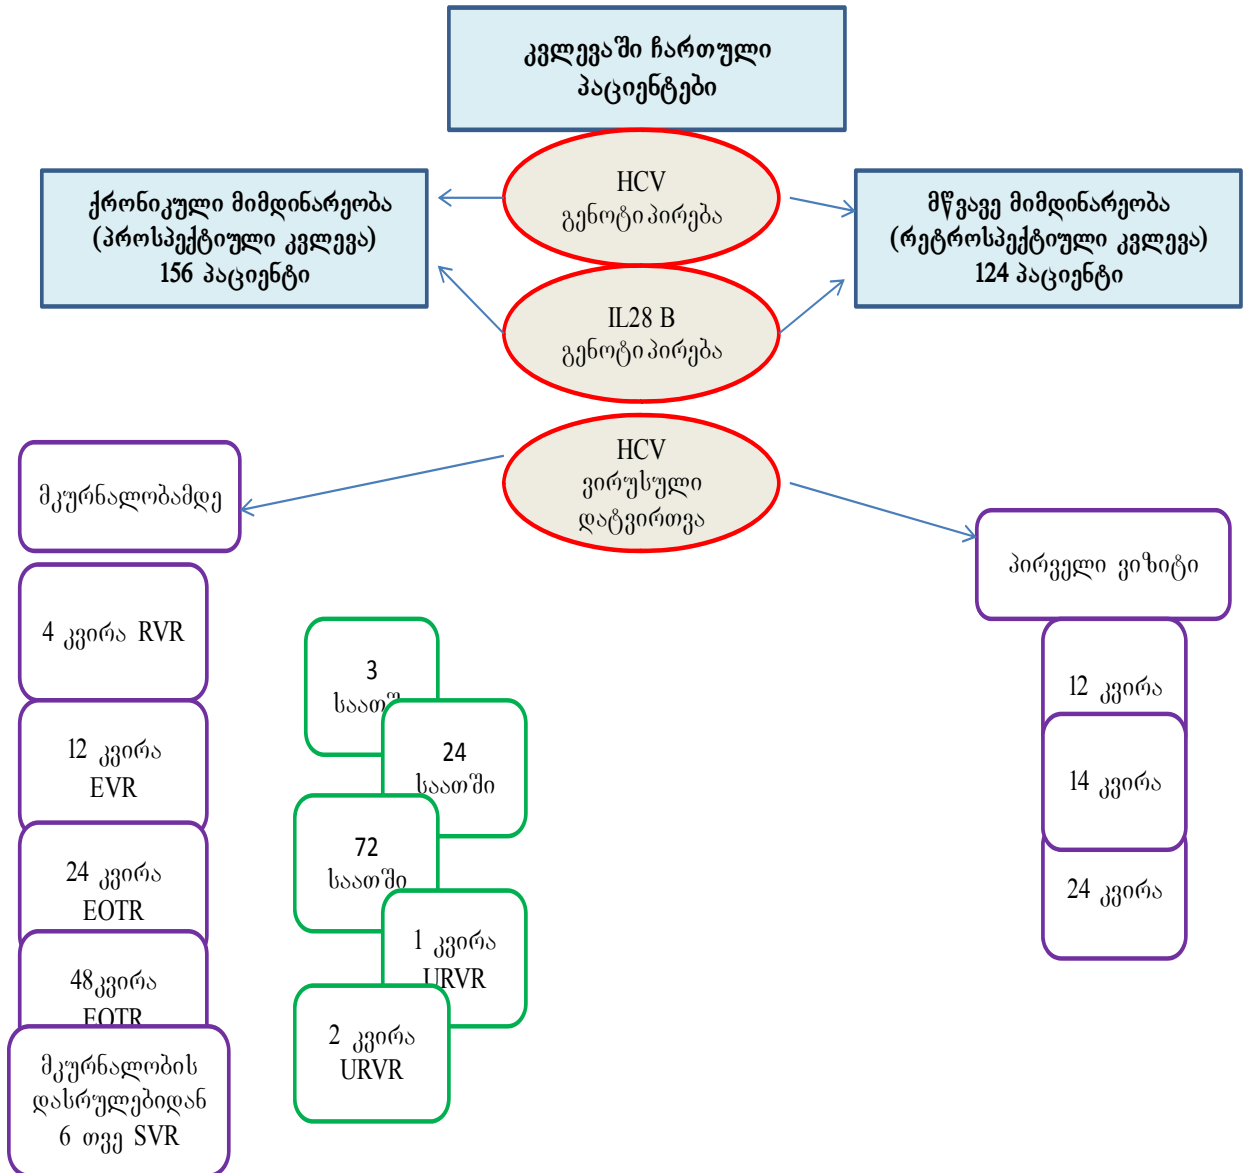 კვლევაში ჩართული
პაციენტები
HCV
გენოტიპირება
ქრონიკული მიმდინარეობა
(პროსპექტიული კვლევა)
156 პაციენტი
მწვავე მიმდინარეობა
(რეტროსპექტიული კვლევა)
124 პაციენტი
IL28 B
გენოტიპირება
HCV
ვირუსული
დატვირთვა
მკურნალობამდე
4 კვირა RVR
12 კვირა
EVR
24 კვირა
EOTR
48კვირა
EOTR
მკურნალობის
დასრულებიდან
6 თვე SVR
3
24
საათში
72
საათში
1 კვირა
URVR
2 კვირა
URVR
პირველი ვიზიტი
12 კვირა
14 კვირა
24 კვირა